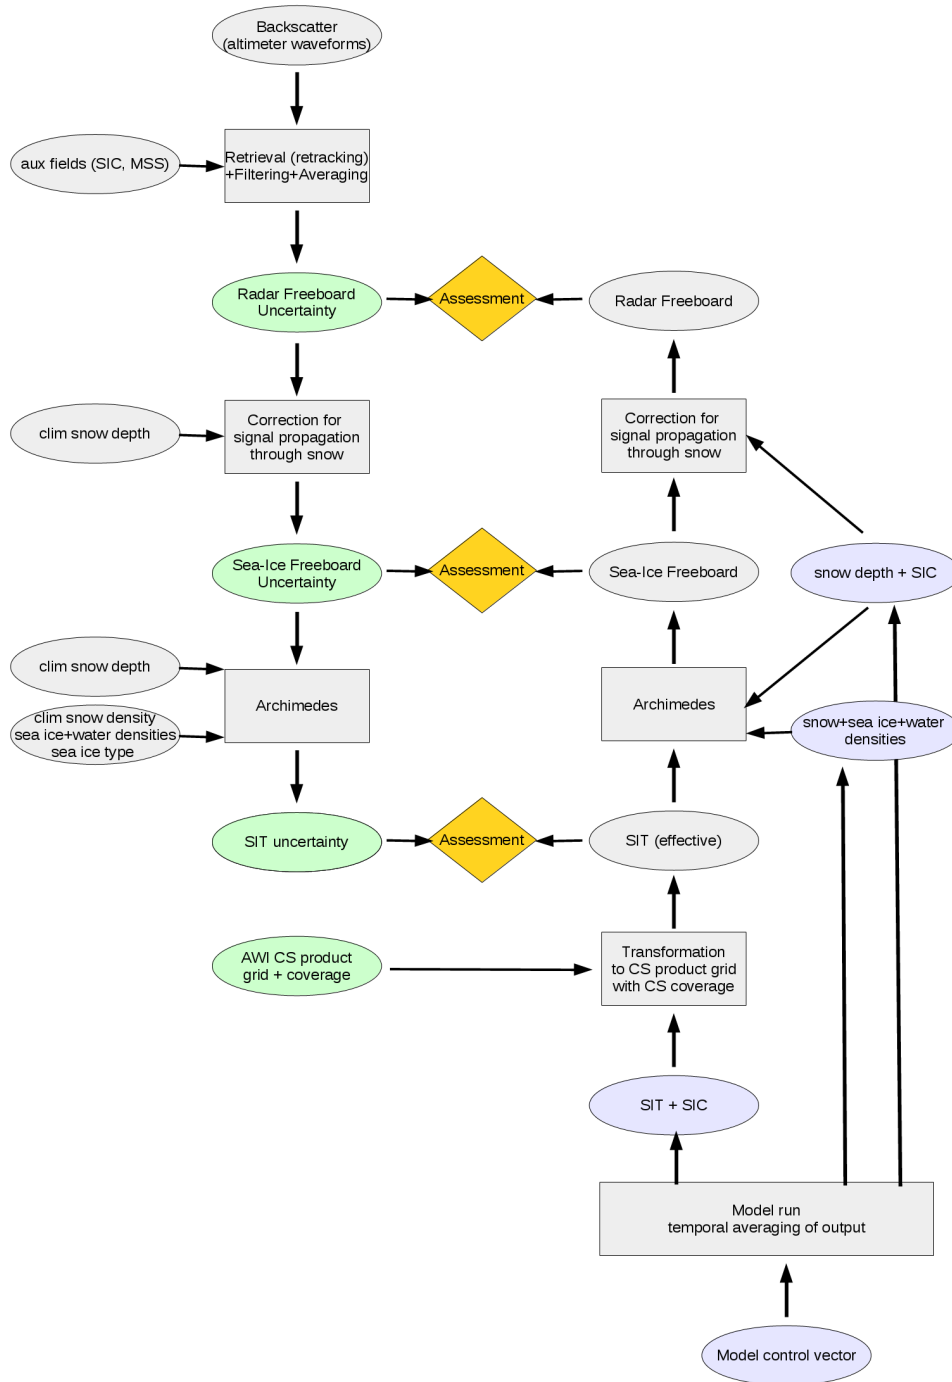 Backscatter
(altimeter waveforms)
aux fields (SIC, MSS)
Retrieval (retracking)
+Filtering+Averaging
Radar Freeboard
Uncertainty
Assessment
Radar Freeboard
clim snow depth
Correction for
signal propagation
through snow
Correction for
signal propagation
through snow
Sea-Ice Freeboard
Uncertainty
Assessment
Sea-Ice Freeboard
snow depth + SIC
clim snow depth
clim snow density
sea ice+water densities
sea ice type
Archimedes
Archimedes
snow+sea ice+water
densities
SIT uncertainty
Assessment
SIT (effective)
AWI CS product
grid + coverage
Transformation
to CS product grid
with CS coverage
SIT + SIC
Model run
temporal averaging of output
Model control vector